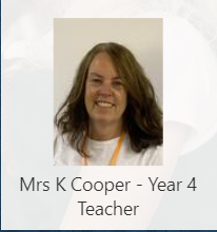 Mrs K Cooper - Year 4
Teacher